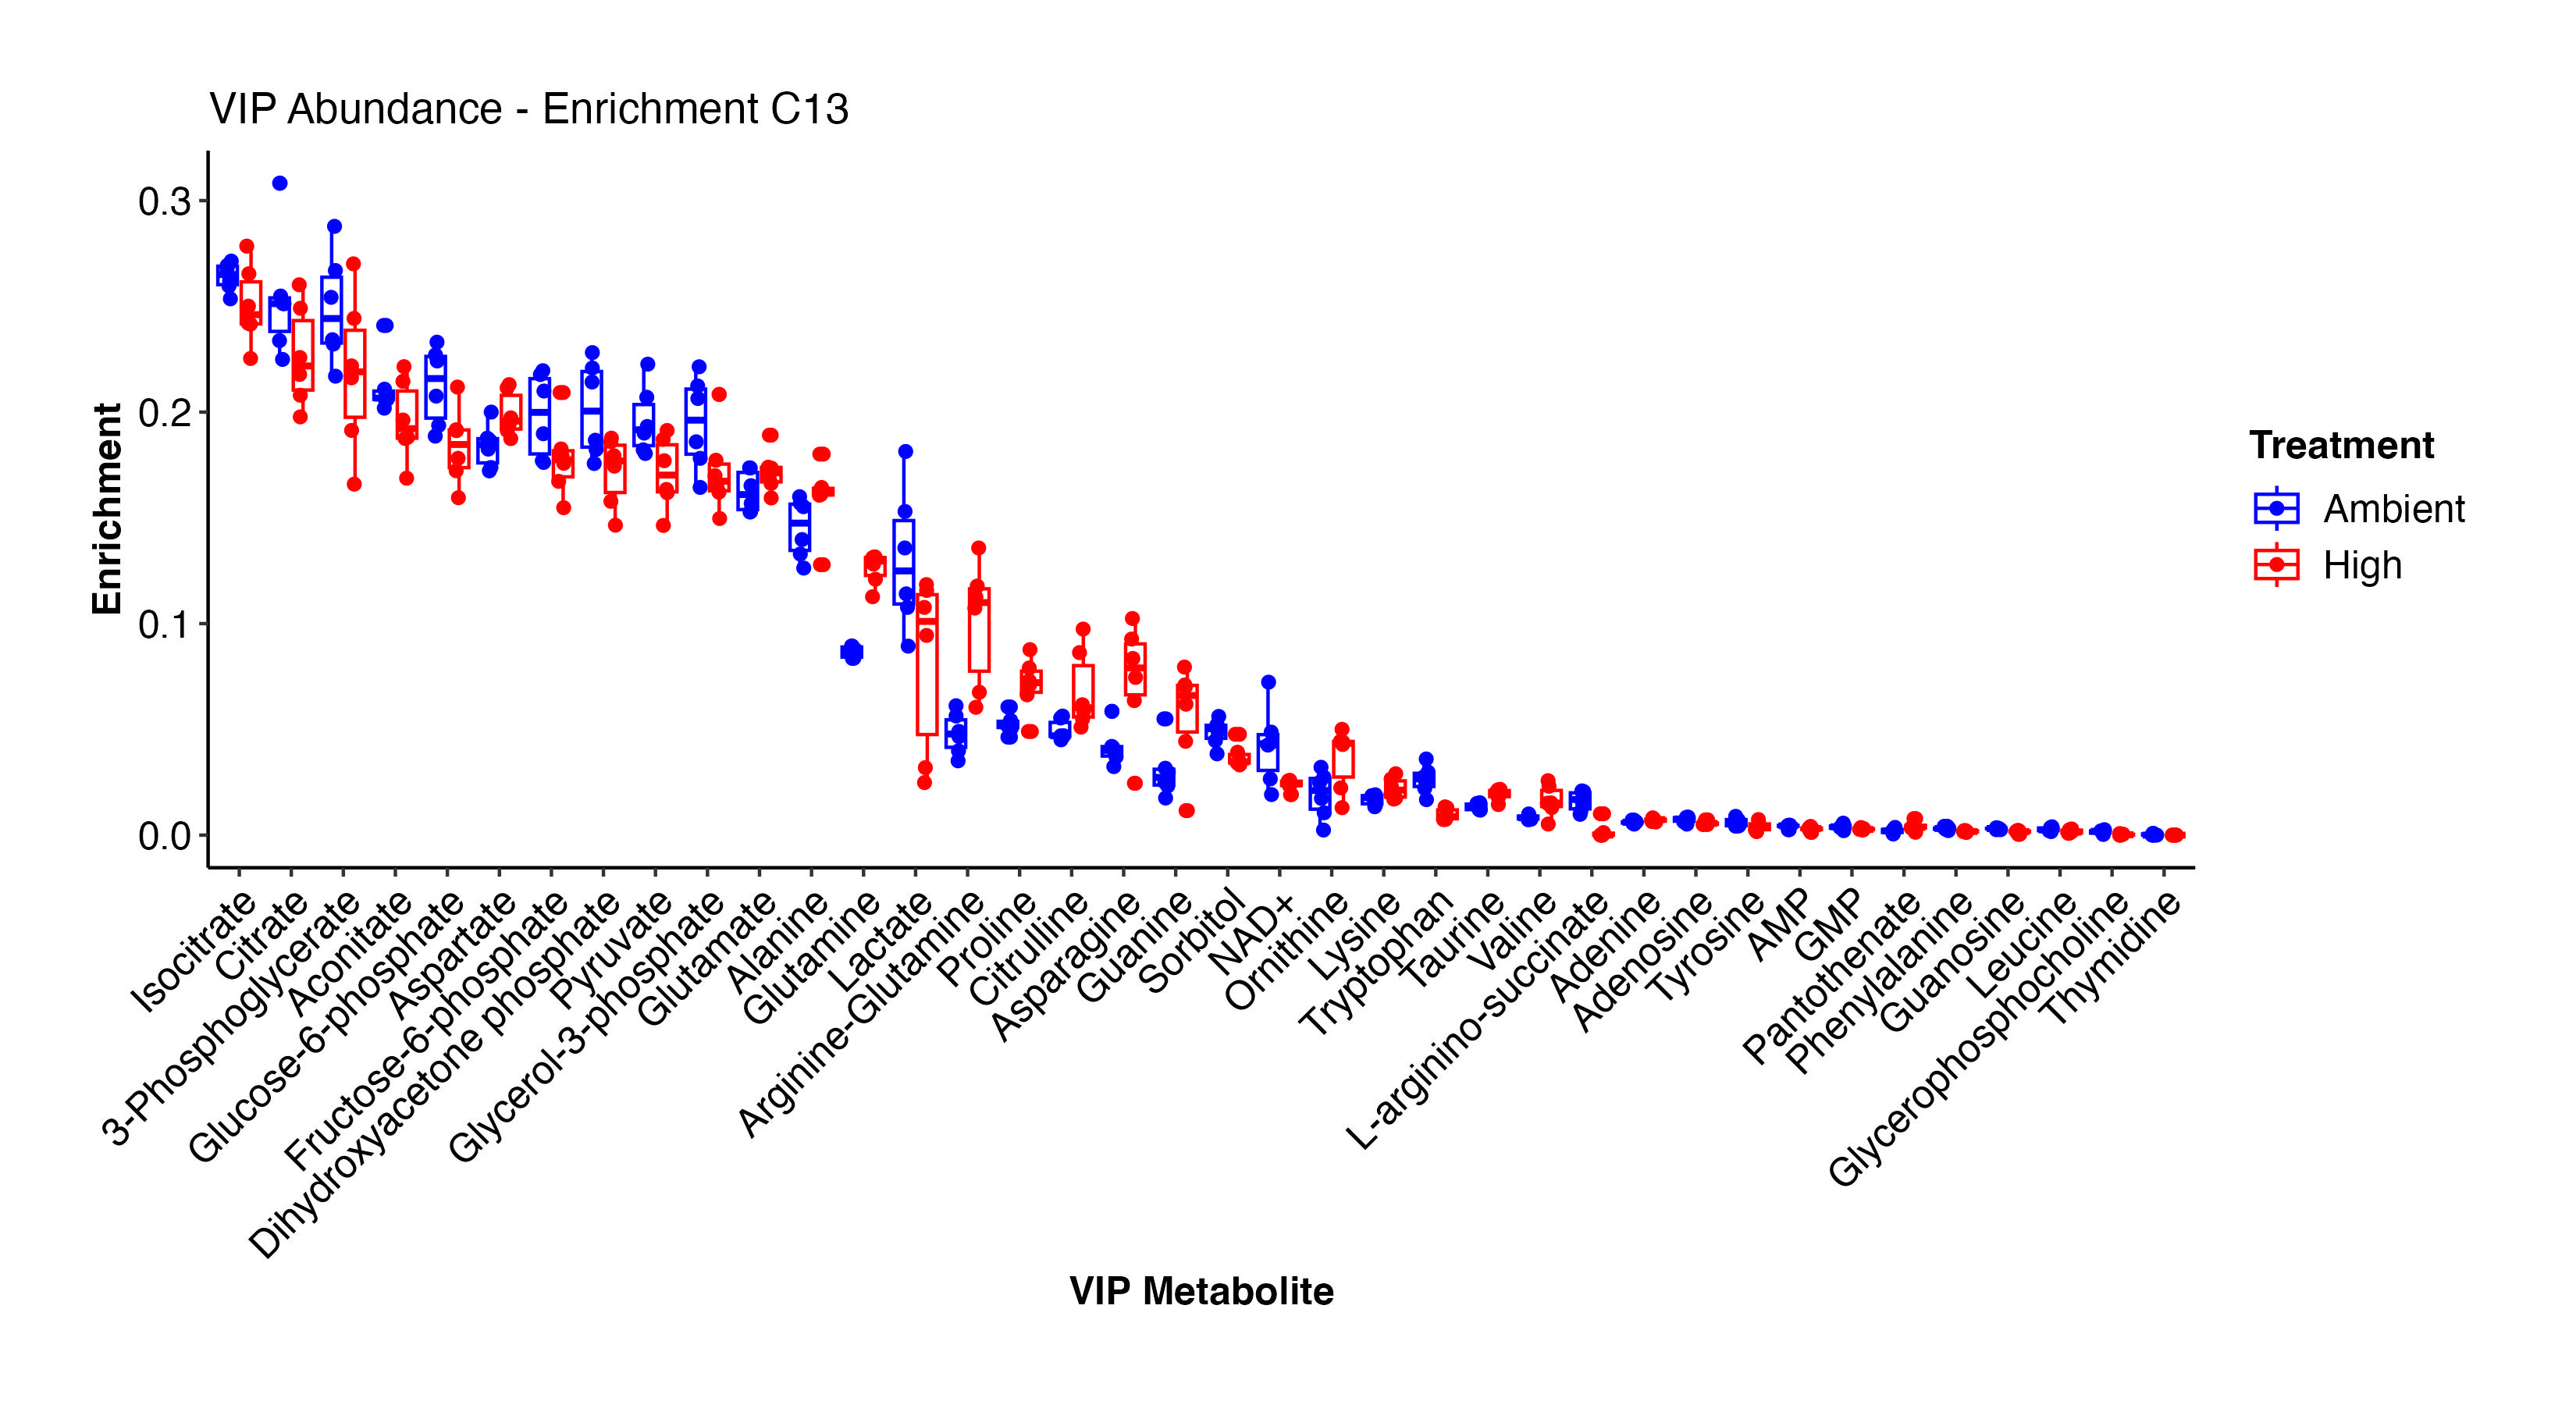 VIP Abundance - Enrichment C13
0.3
0.2
0.1
0.0
Enrichment
Isocitrate
Citrate
3-Phosphoglycerate
Aconitate
Glucose-6-phosphate
Aspartate
Fructose-6-phosphate
Dihydroxyacetone phosphate
Pyruvate
Glycerol-3-phosphate
Glutamate
Alanine
Glutamine
Lactate
Arginine-Glutamine
Proline
Citrulline
Asparagine
Guanine
Sorbitol
NAD+
Ornithine
Lysine
Tryptophan
Taurine
Valine
L-arginino-succinate
Adenine
Adenosine
Tyrosine
AMP
GMP
Pantothenate
Phenylalanine
Guanosine
Leucine
Glycerophosphocholine
Thymidine
VIP Metabolite
Treatment
Ambient
High